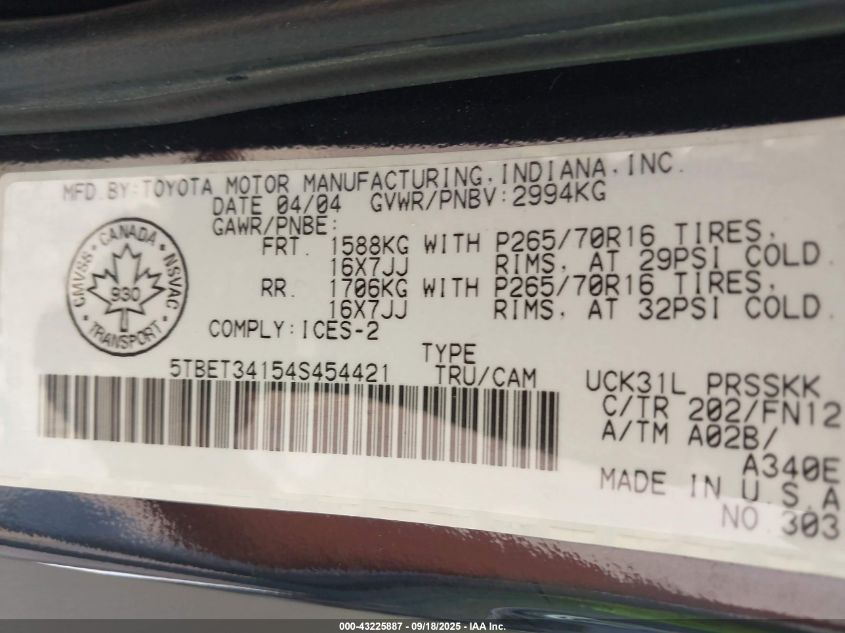 MFD. BY: TOYOTA MOTOR MANUFACTURING, INDIANA, INC.
DATE 04/04 GVWR/PNBV: 2994KG
GAWR/PNBE:
FRT. 1588KG WITH P265/70R16 TIRES,
16X7JJ RIMS, AT 29PSI COLD.
RR. 1706KG WITH P265/70R16 TIRES,
16X7JJ RIMS, AT 32PSI COLD.
COMPLY: ICES-2
CANADA
CMVSS NSVAC
930
TRANSPORT
5TBET34154S454421
TYPE
TRU/CAM
UCK31L PRSSKK
C/TR 202/FN12
A/TM A02B/
A340E
MADE IN U.S.A
NO.303
000-43225887 - 09/18/2025 - IAA Inc.